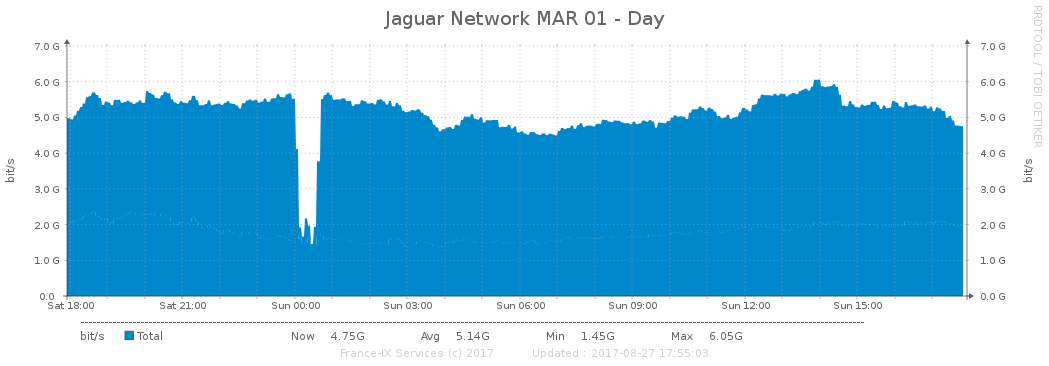 Jaguar Network MAR 01 - Day
RRDTOOL / TOBI OETIKER
7.0 G 7.0 G
6.0 G 6.0 G
5.0 G 5.0 G
4.0 G 4.0 G
3.0 G 3.0 G
2.0 G 2.0 G
1.0 G 1.0 G
0.0 0.0 G
bit/s bit/s
Sat 18:00 Sat 21:00 Sun 00:00 Sun 03:00 Sun 06:00 Sun 09:00 Sun 12:00 Sun 15:00
bit/s Total Now 4.75G Avg 5.14G Min 1.45G Max 6.05G
France-IX Services (c) 2017 Updated : 2017-08-27 17:55:03